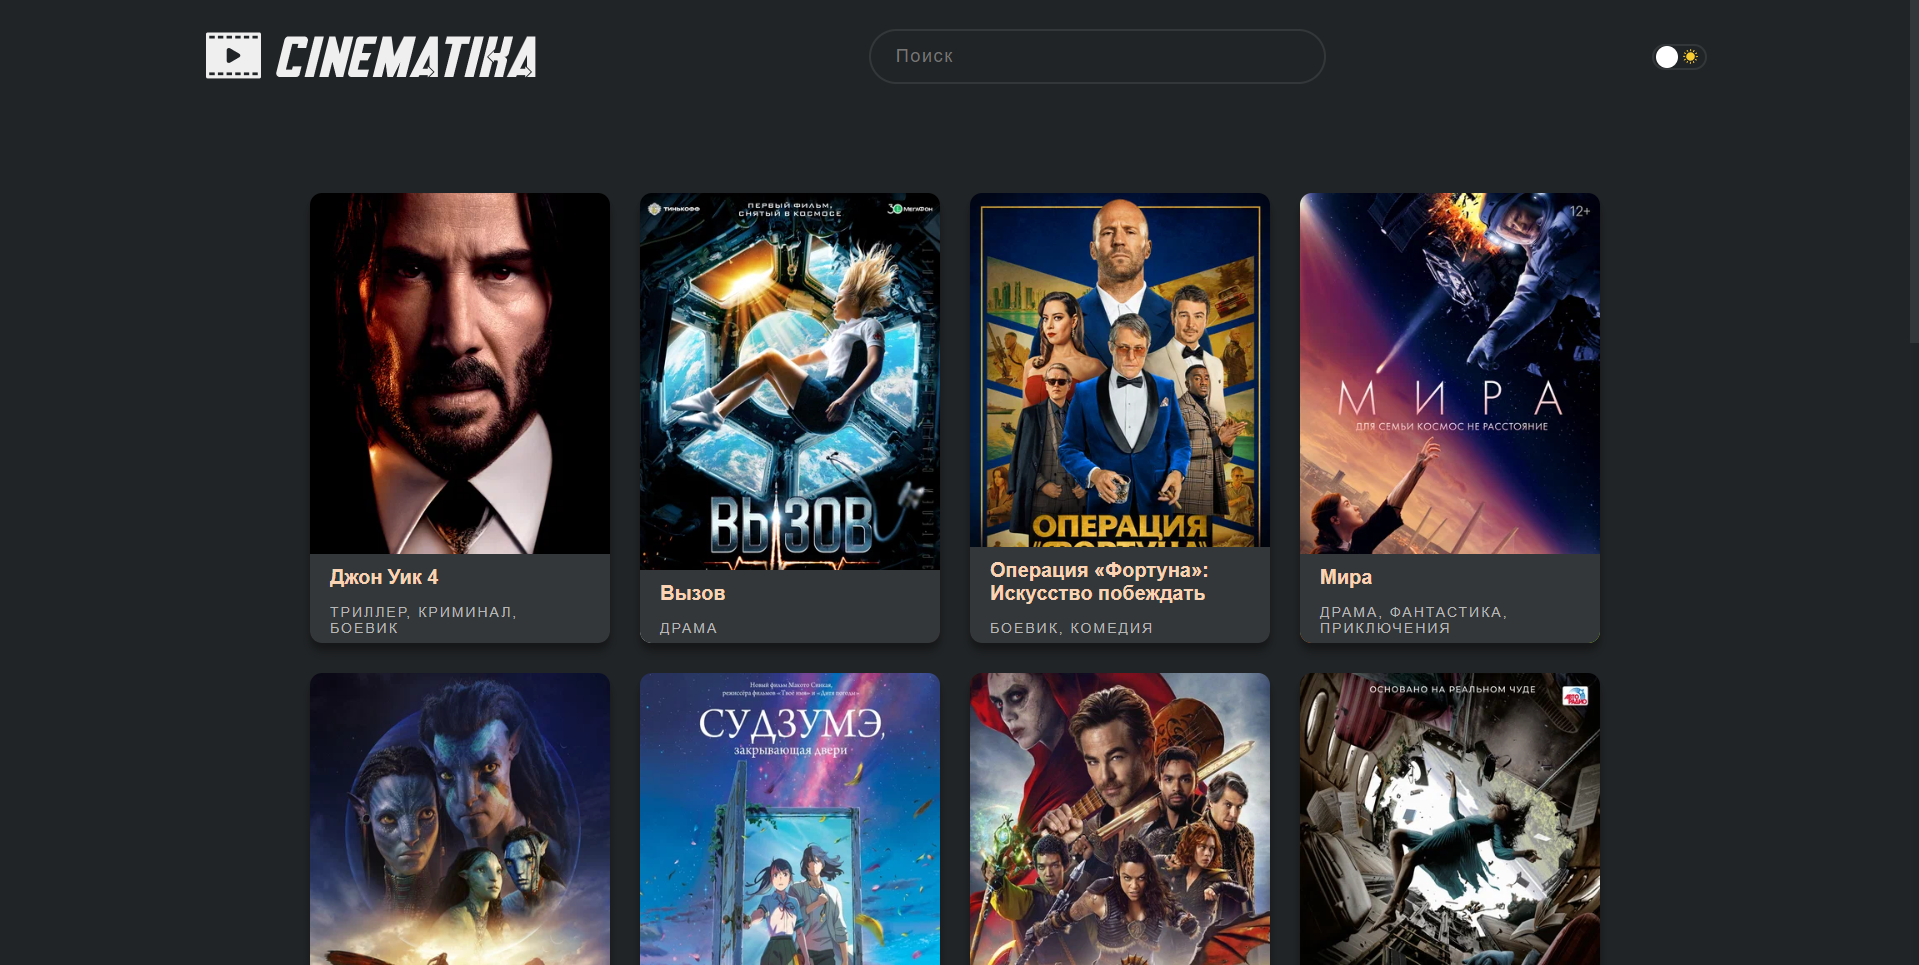 CINEMATIKA
Поиск
ТИНЬКОФФ
ПЕРВЫЙ ФИЛЬМ,
СНЯТЫЙ В КОСМОСЕ
30 МегаФон
ВЫЗОВ
ОПЕРАЦИЯ
«ФОРТУНА»
12+
МИРА
ДЛЯ СЕМЬИ КОСМОС НЕ РАССТОЯНИЕ
Джон Уик 4
ТРИЛЛЕР, КРИМИНАЛ,
БОЕВИК
Вызов
ДРАМА
Операция «Фортуна»:
Искусство побеждать
БОЕВИК, КОМЕДИЯ
Мира
ДРАМА, ФАНТАСТИКА,
ПРИКЛЮЧЕНИЯ
Новый фильм Макото Синкая,
режиссёра фильмов «Твоё имя» и «Дитя погоды»
СУДЗУМЭ,
закрывающая двери
ОСНОВАНО НА РЕАЛЬНОМ ЧУДЕ
АВТО
РАДИО